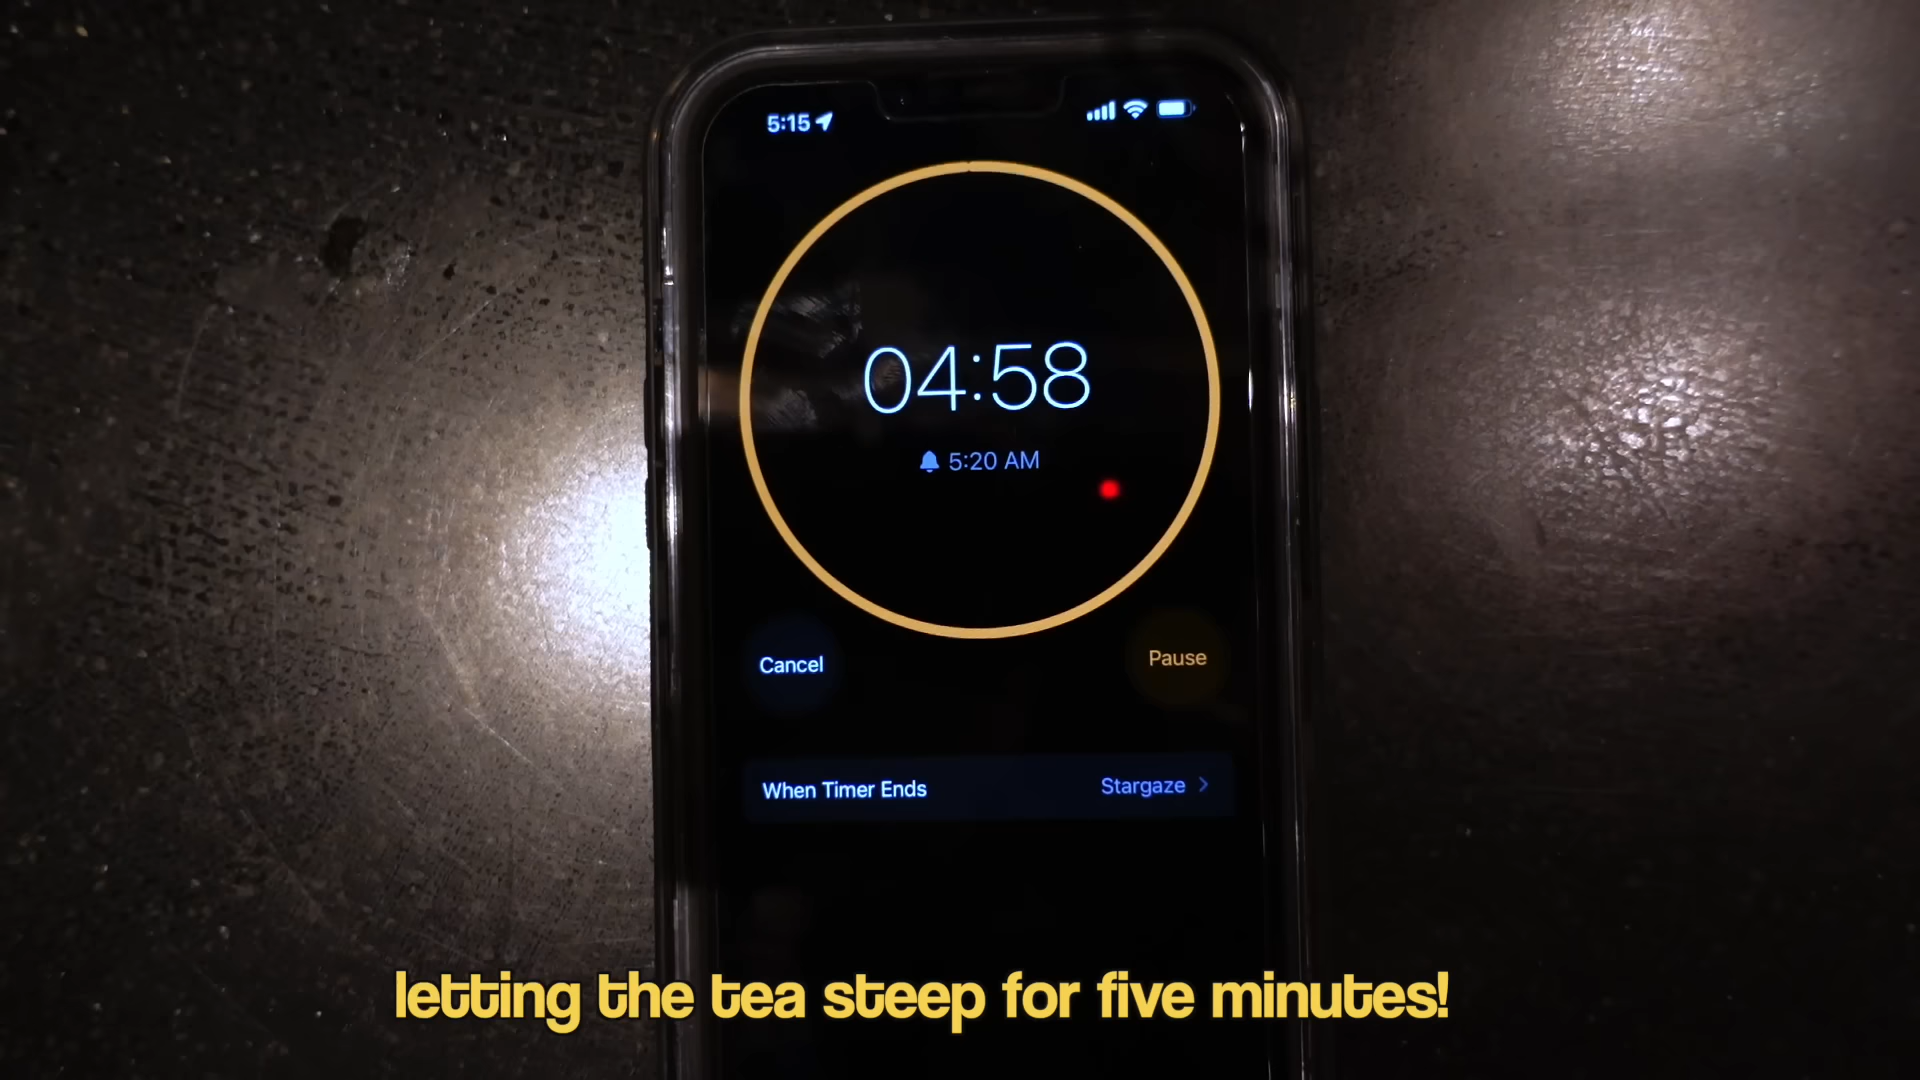 5:15
04:58
5:20 AM
Cancel
Pause
When Timer Ends
Stargaze
letting the tea steep for five minutes!